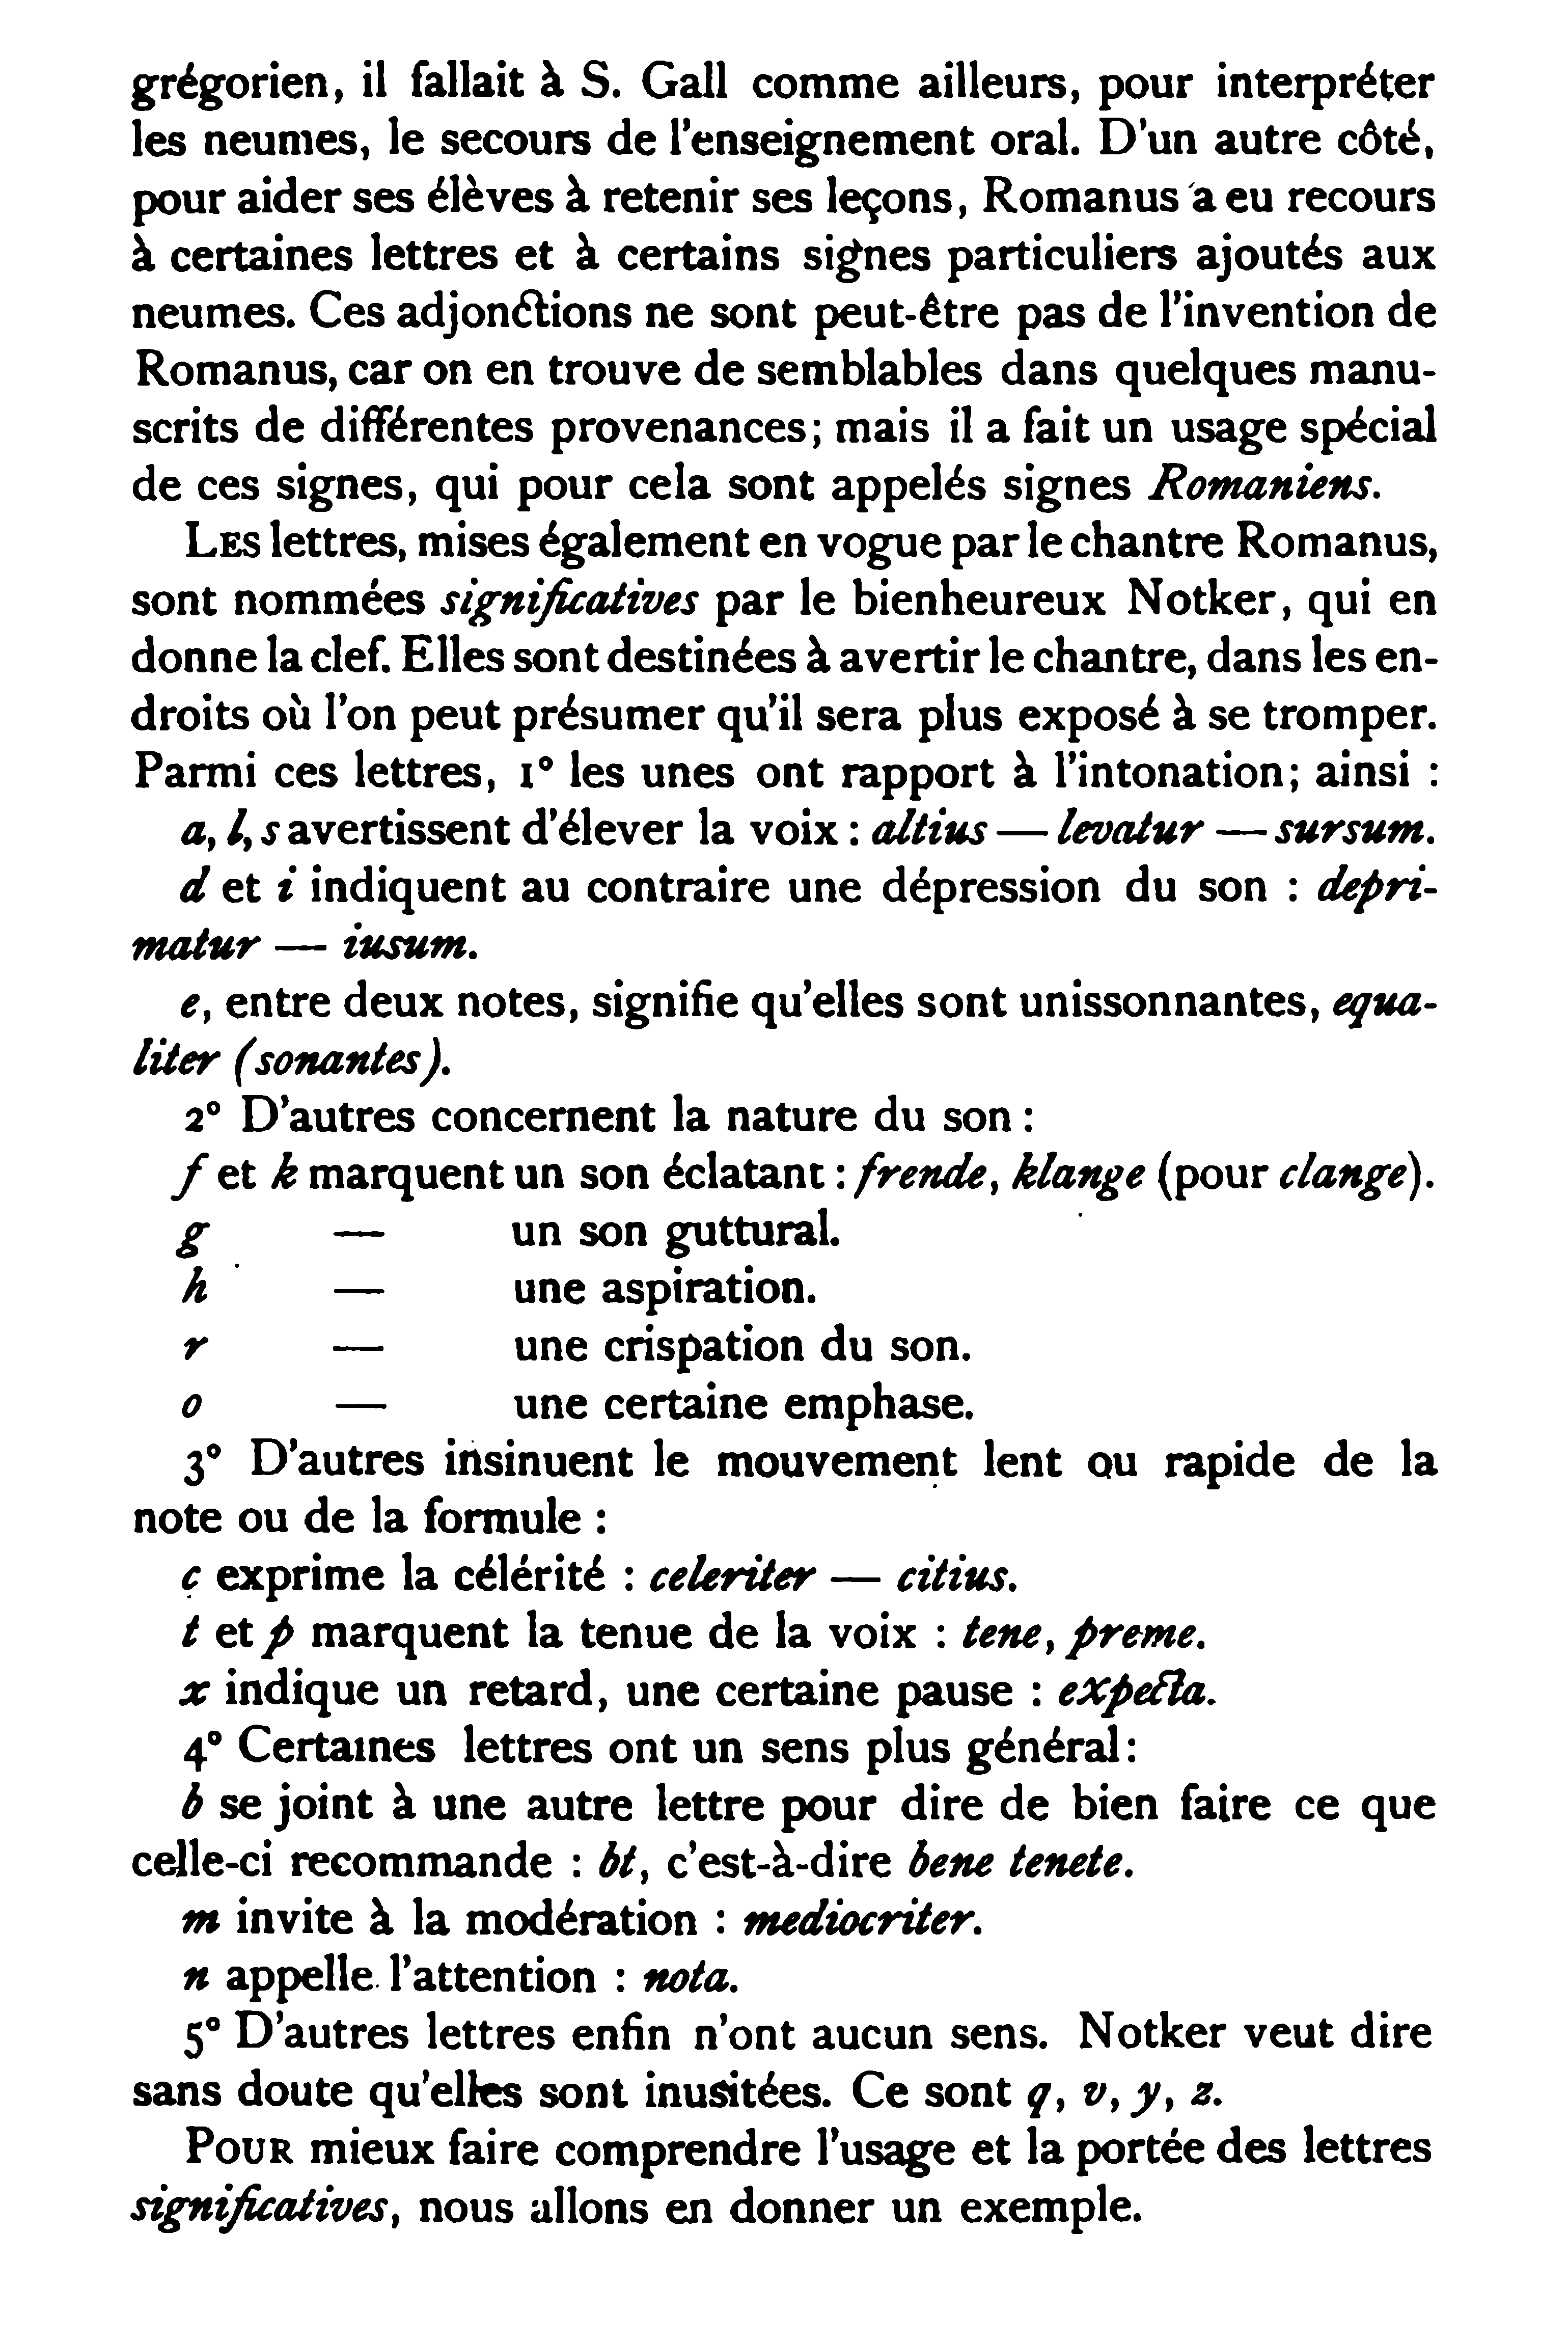 grégorien, il fallait à S. Gall comme ailleurs, pour interpréter
les neumes, le secours de l'enseignement oral. D'un autre côté,
pour aider ses élèves à retenir ses leçons, Romanus a eu recours
à certaines lettres et à certains signes particuliers ajoutés aux
neumes. Ces adjonctions ne sont peut-être pas de l'invention de
Romanus, car on en trouve de semblables dans quelques manu-
scrits de différentes provenances; mais il a fait un usage spécial
de ces signes, qui pour cela sont appelés signes Romaniens.
LES lettres, mises également en vogue par le chantre Romanus,
sont nommées significatives par le bienheureux Notker, qui en
donne la clef. Elles sont destinées à avertir le chantre, dans les en-
droits où l'on peut présumer qu'il sera plus exposé à se tromper.
Parmi ces lettres, 1° les unes ont rapport à l'intonation; ainsi :
a, l, s avertissent d'élever la voix : altius — levatur — sursum.
d et i indiquent au contraire une dépression du son : depri-
matur — iusum.
e, entre deux notes, signifie qu'elles sont unissonnantes, equa-
liter (sonantes).
2° D'autres concernent la nature du son :
f et k marquent un son éclatant : frende, klange (pour clange).
g — un son guttural.
h — une aspiration.
r — une crispation du son.
o — une certaine emphase.
3° D'autres insinuent le mouvement lent ou rapide de la
note ou de la formule :
c exprime la célérité : celeriter — citius.
t et p marquent la tenue de la voix : tene, preme.
x indique un retard, une certaine pause : expecta.
4° Certaines lettres ont un sens plus général :
b se joint à une autre lettre pour dire de bien faire ce que
celle-ci recommande : bt, c'est-à-dire bene tenete.
m invite à la modération : mediocriter.
n appelle l'attention : nota.
5° D'autres lettres enfin n'ont aucun sens. Notker veut dire
sans doute qu'elles sont inusitées. Ce sont q, v, y, z.
POUR mieux faire comprendre l'usage et la portée des lettres
significatives, nous allons en donner un exemple.